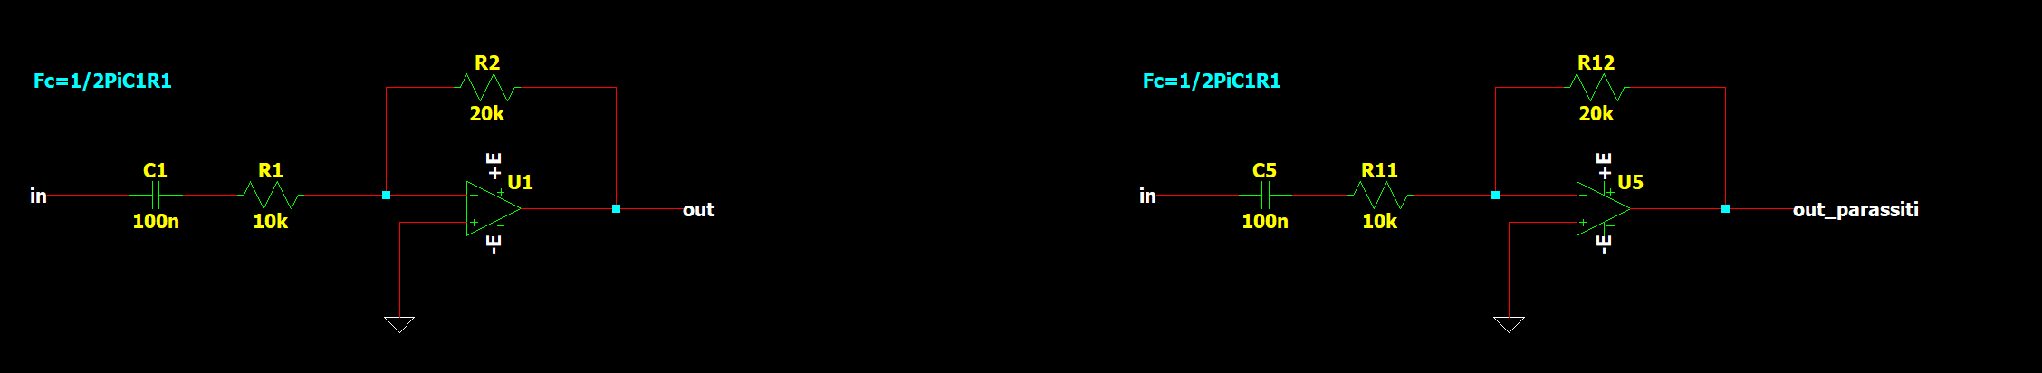 Fc=1/2PiC1R1
R2
20k
C1
100n
R1
10k
in
+E
U1
-E
out
Fc=1/2PiC1R1
R12
20k
C5
100n
R11
10k
in
+E
U5
-E
out_parassiti